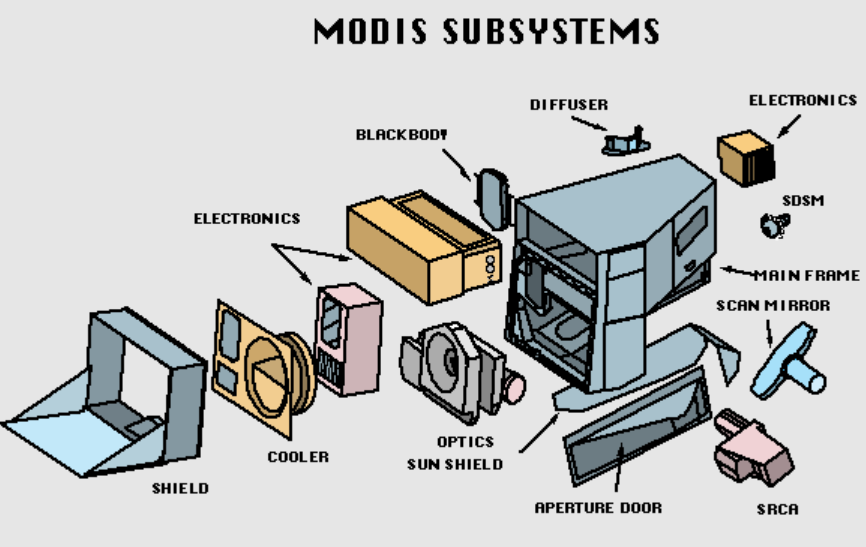 MODIS SUBSYSTEMS
DIFFUSER
ELECTRONICS
BLACKBODY
SDSM
ELECTRONICS
MAIN FRAME
SCAN MIRROR
OPTICS
COOLER
SUN SHIELD
SHIELD
APERTURE DOOR
SRCA